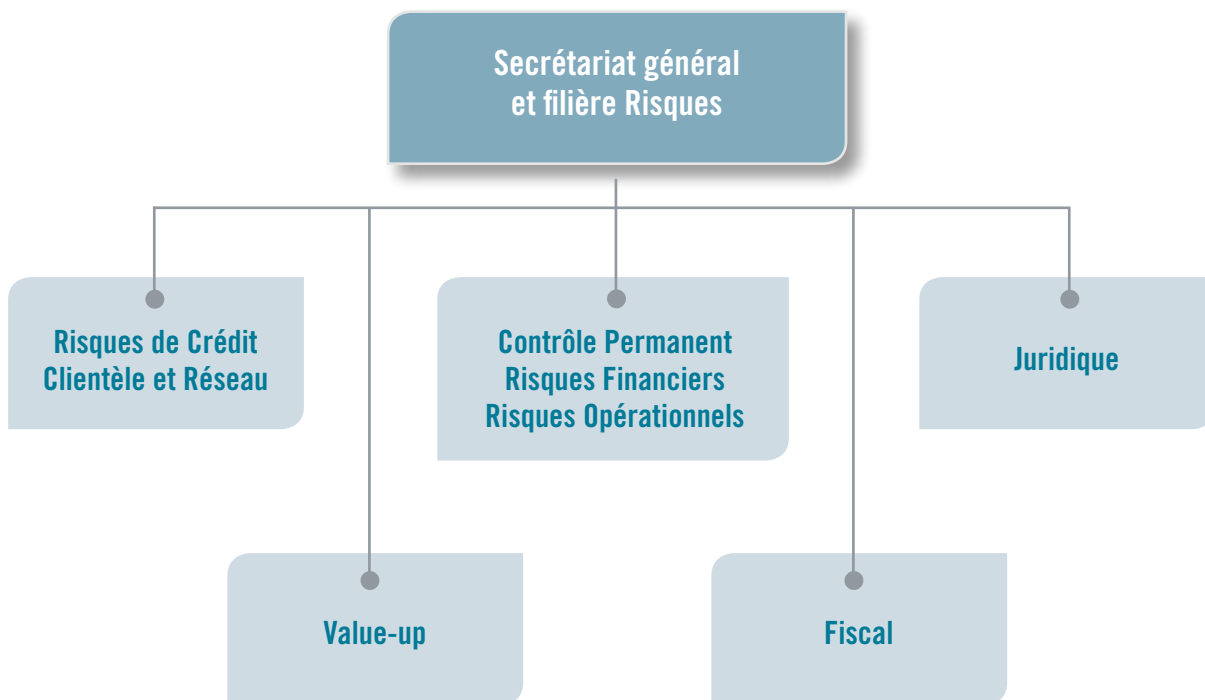 Secrétariat général
et filière Risques
Risques de Crédit
Clientèle et Réseau
Contrôle Permanent
Risques Financiers
Risques Opérationnels
Juridique
Value-up
Fiscal